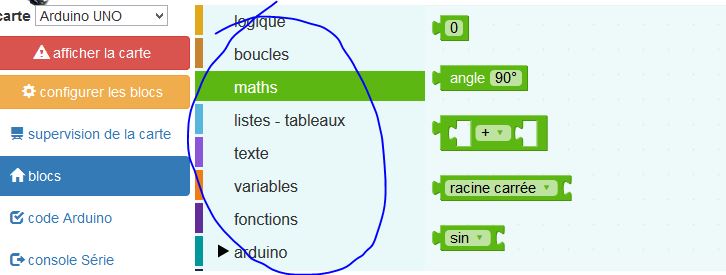 carte Arduino UNO
afficher la carte
configurer les blocs
supervision de la carte
blocs
code Arduino
console Série
logique
boucles
maths
listes - tableaux
texte
variables
fonctions
arduino
0
angle 90°
+
racine carrée
sin